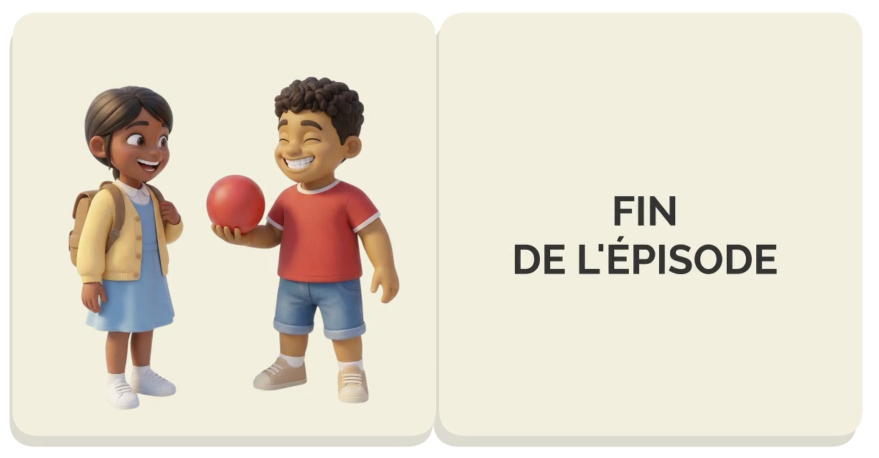 FIN
DE L'ÉPISODE